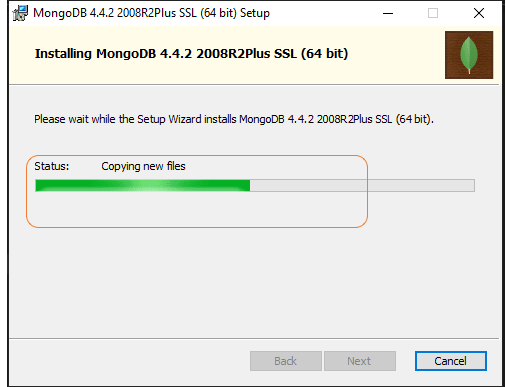 MongoDB 4.4.2 2008R2Plus SSL (64 bit) Setup
Installing MongoDB 4.4.2 2008R2Plus SSL (64 bit)
Please wait while the Setup Wizard installs MongoDB 4.4.2 2008R2Plus SSL (64 bit).
Status: Copying new files
Back Next Cancel